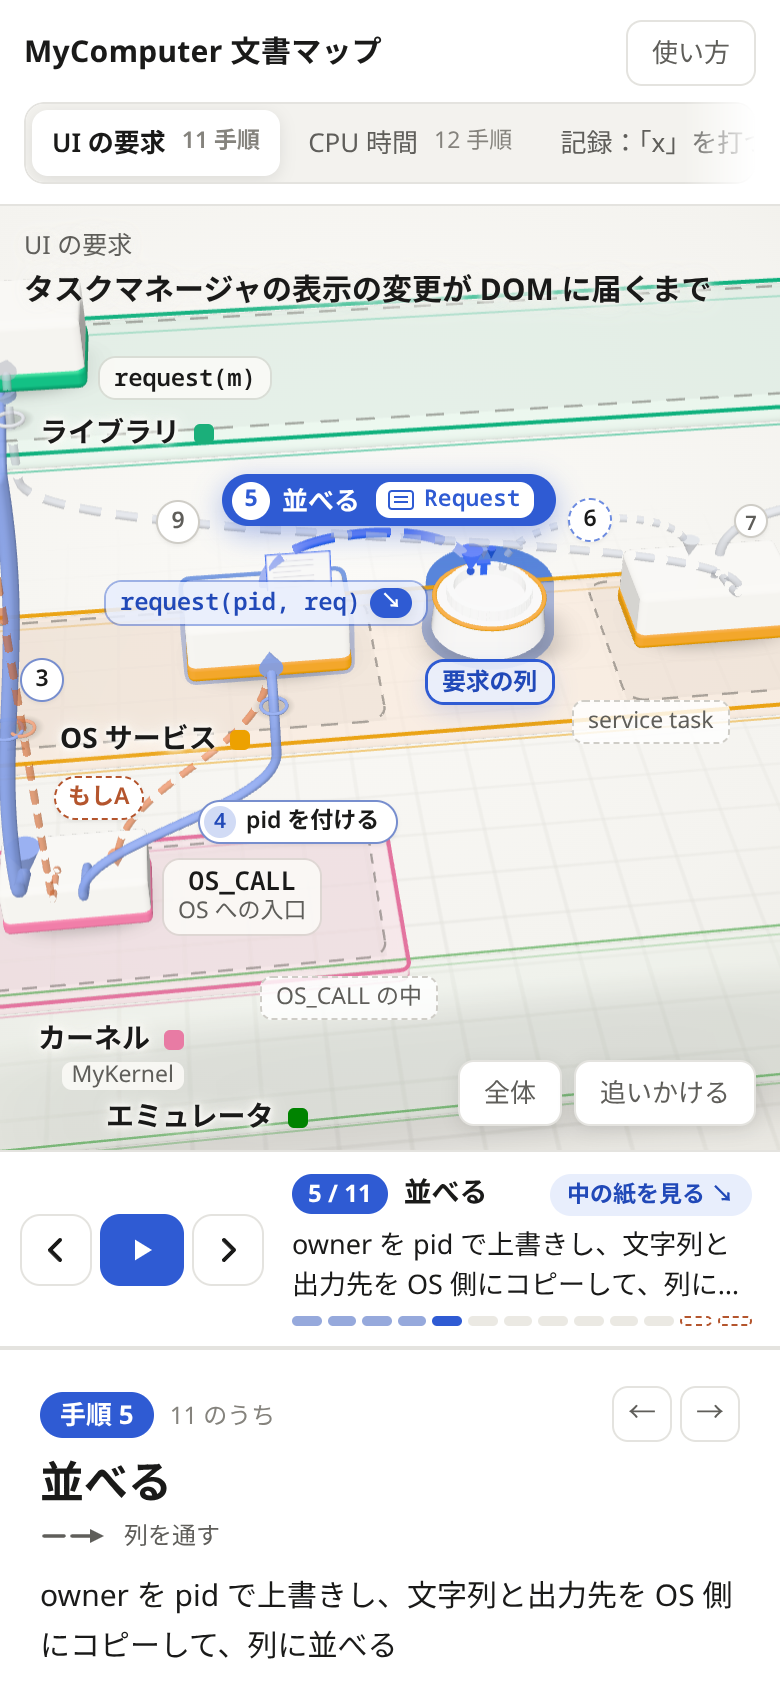 MyComputer 文書マップ
使い方
UI の要求 11 手順
CPU 時間 12 手順
記録：「x」を打
UI の要求
タスクマネージャの表示の変更が DOM に届くまで
request(m)
ライブラリ
5 並べる Request
9
6
7
request(pid, req) ↘
要求の列
3
service task
OS サービス
もしA
4 pid を付ける
OS_CALL
OS への入口
OS_CALL の中
カーネル
MyKernel
エミュレータ
全体
追いかける
5 / 11 並べる
中の紙を見る ↘
owner を pid で上書きし、文字列と
出力先を OS 側にコピーして、列に…
手順 5 11 のうち
← →
並べる
列を通す
owner を pid で上書きし、文字列と出力先を OS 側
にコピーして、列に並べる